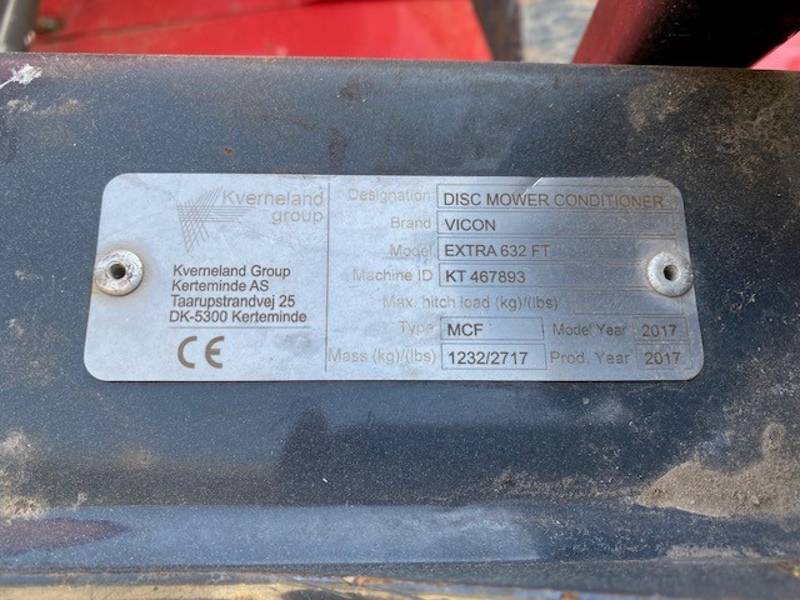 Kverneland
group
Kverneland Group
Kerteminde AS
Taarupstrandvej 25
DK-5300 Kerteminde
CE
Designation DISC MOWER CONDITIONER
Brand VICON
Model EXTRA 632 FT
Machine ID KT 467893
Max. hitch load (kg)/(lbs)
Type MCF Model Year 2017
Mass (kg)/(lbs) 1232/2717 Prod. Year 2017